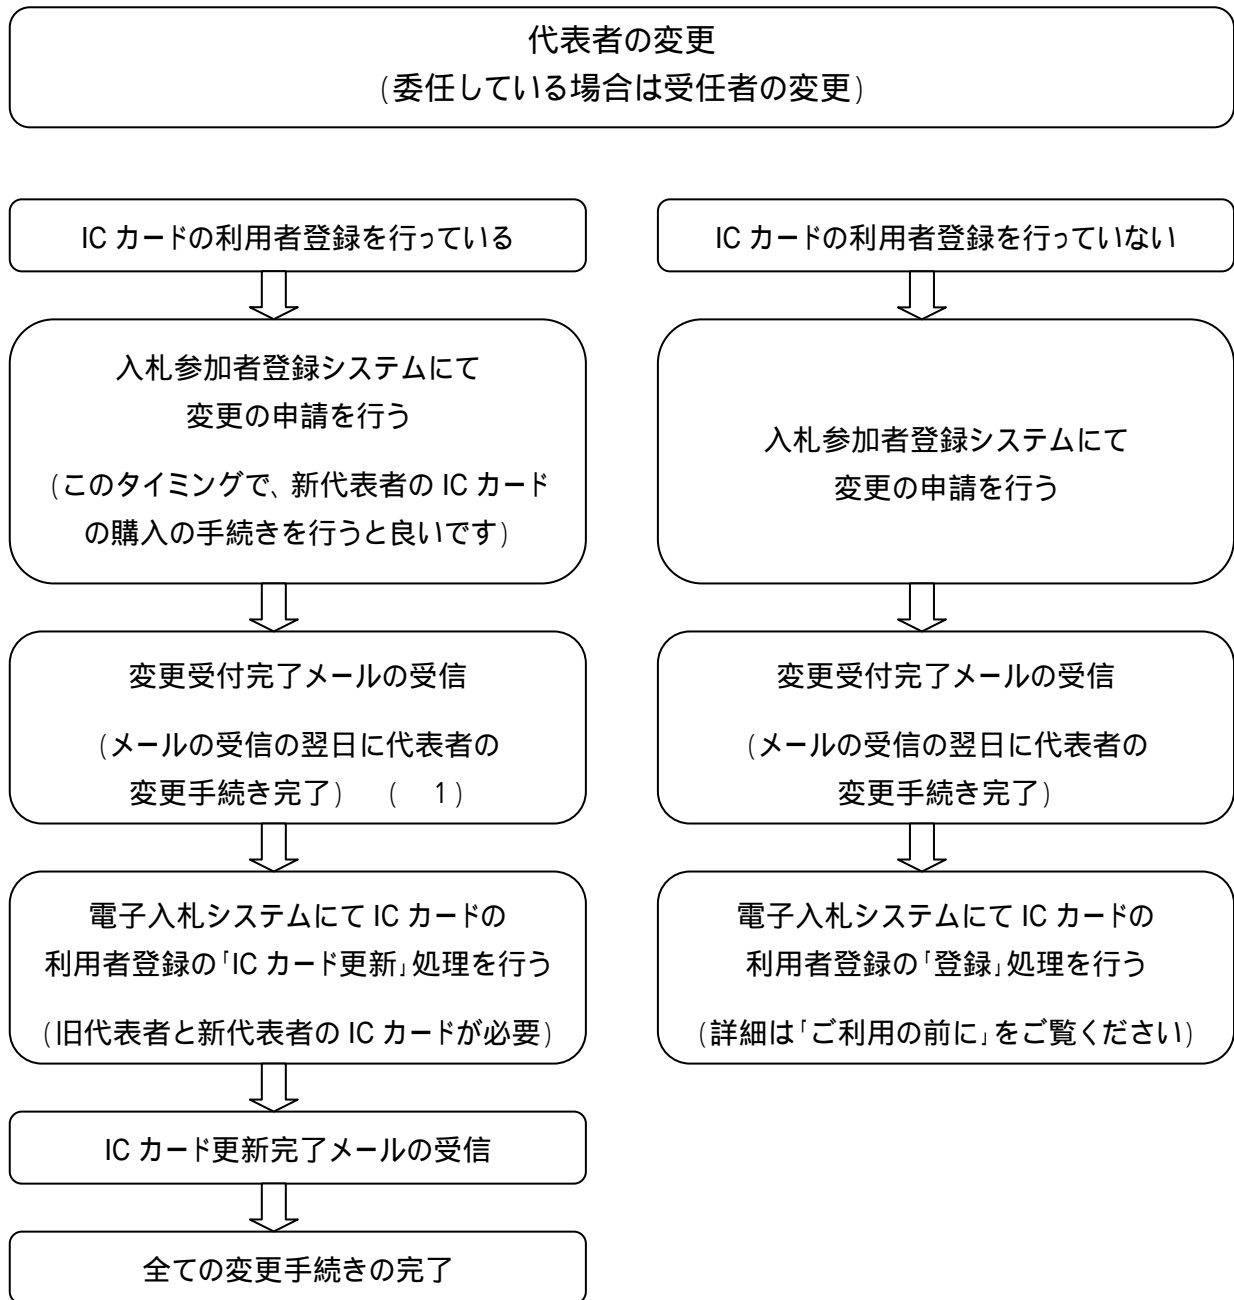 代表者の変更
(委任している場合は受任者の変更)
IC カードの利用者登録を行っている
入札参加者登録システムにて
変更の申請を行う
(このタイミングで、新代表者の IC カード
の購入の手続きを行うと良いです)
変更受付完了メールの受信
(メールの受信の翌日に代表者の
変更手続き完了) ( 1)
電子入札システムにて IC カードの
利用者登録の「IC カード更新」処理を行う
(旧代表者と新代表者の IC カードが必要)
IC カード更新完了メールの受信
全ての変更手続きの完了
IC カードの利用者登録を行っていない
入札参加者登録システムにて
変更の申請を行う
変更受付完了メールの受信
(メールの受信の翌日に代表者の
変更手続き完了)
電子入札システムにて IC カードの
利用者登録の「登録」処理を行う
(詳細は「ご利用の前に」をご覧ください)